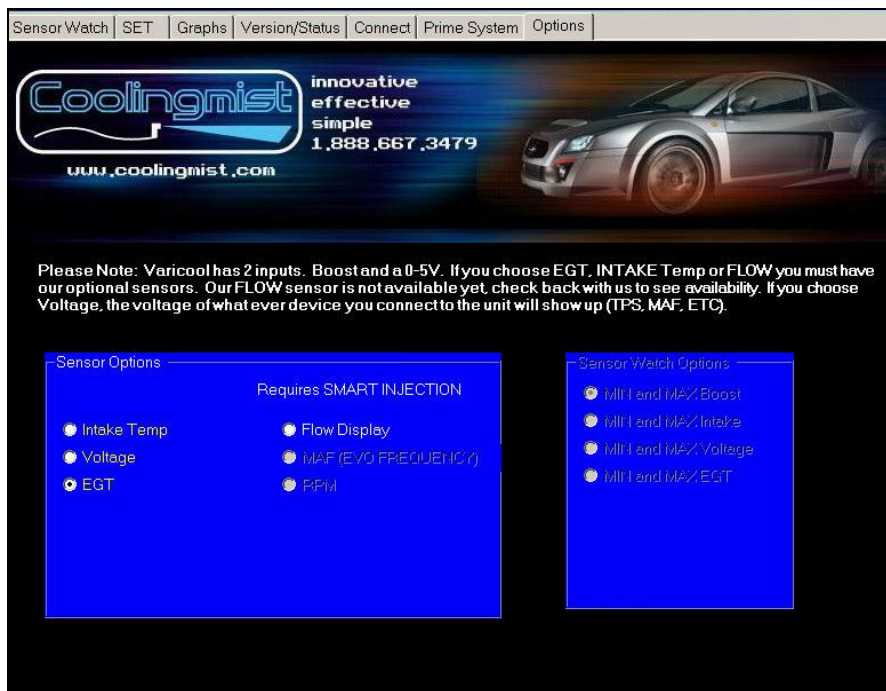 Sensor Watch SET Graphs Version/Status Connect Prime System Options
Coolingmist
innovative
effective
simple
1.888.667.3479
www.coolingmist.com
Please Note: Varicool has 2 inputs. Boost and a 0-5V. If you choose EGT, INTAKE Temp or FLOW you must have
our optional sensors. Our FLOW sensor is not available yet, check back with us to see availability. If you choose
Voltage, the voltage of what ever device you connect to the unit will show up (TPS, MAF, ETC).
Sensor Options
Requires SMART INJECTION
Intake Temp
Voltage
EGT
Flow Display
MAF (EVO FREQUENCY)
RPM
Sensor Watch Options
MIN and MAX Boost
MIN and MAX Intake
MIN and MAX Voltage
MIN and MAX EGT